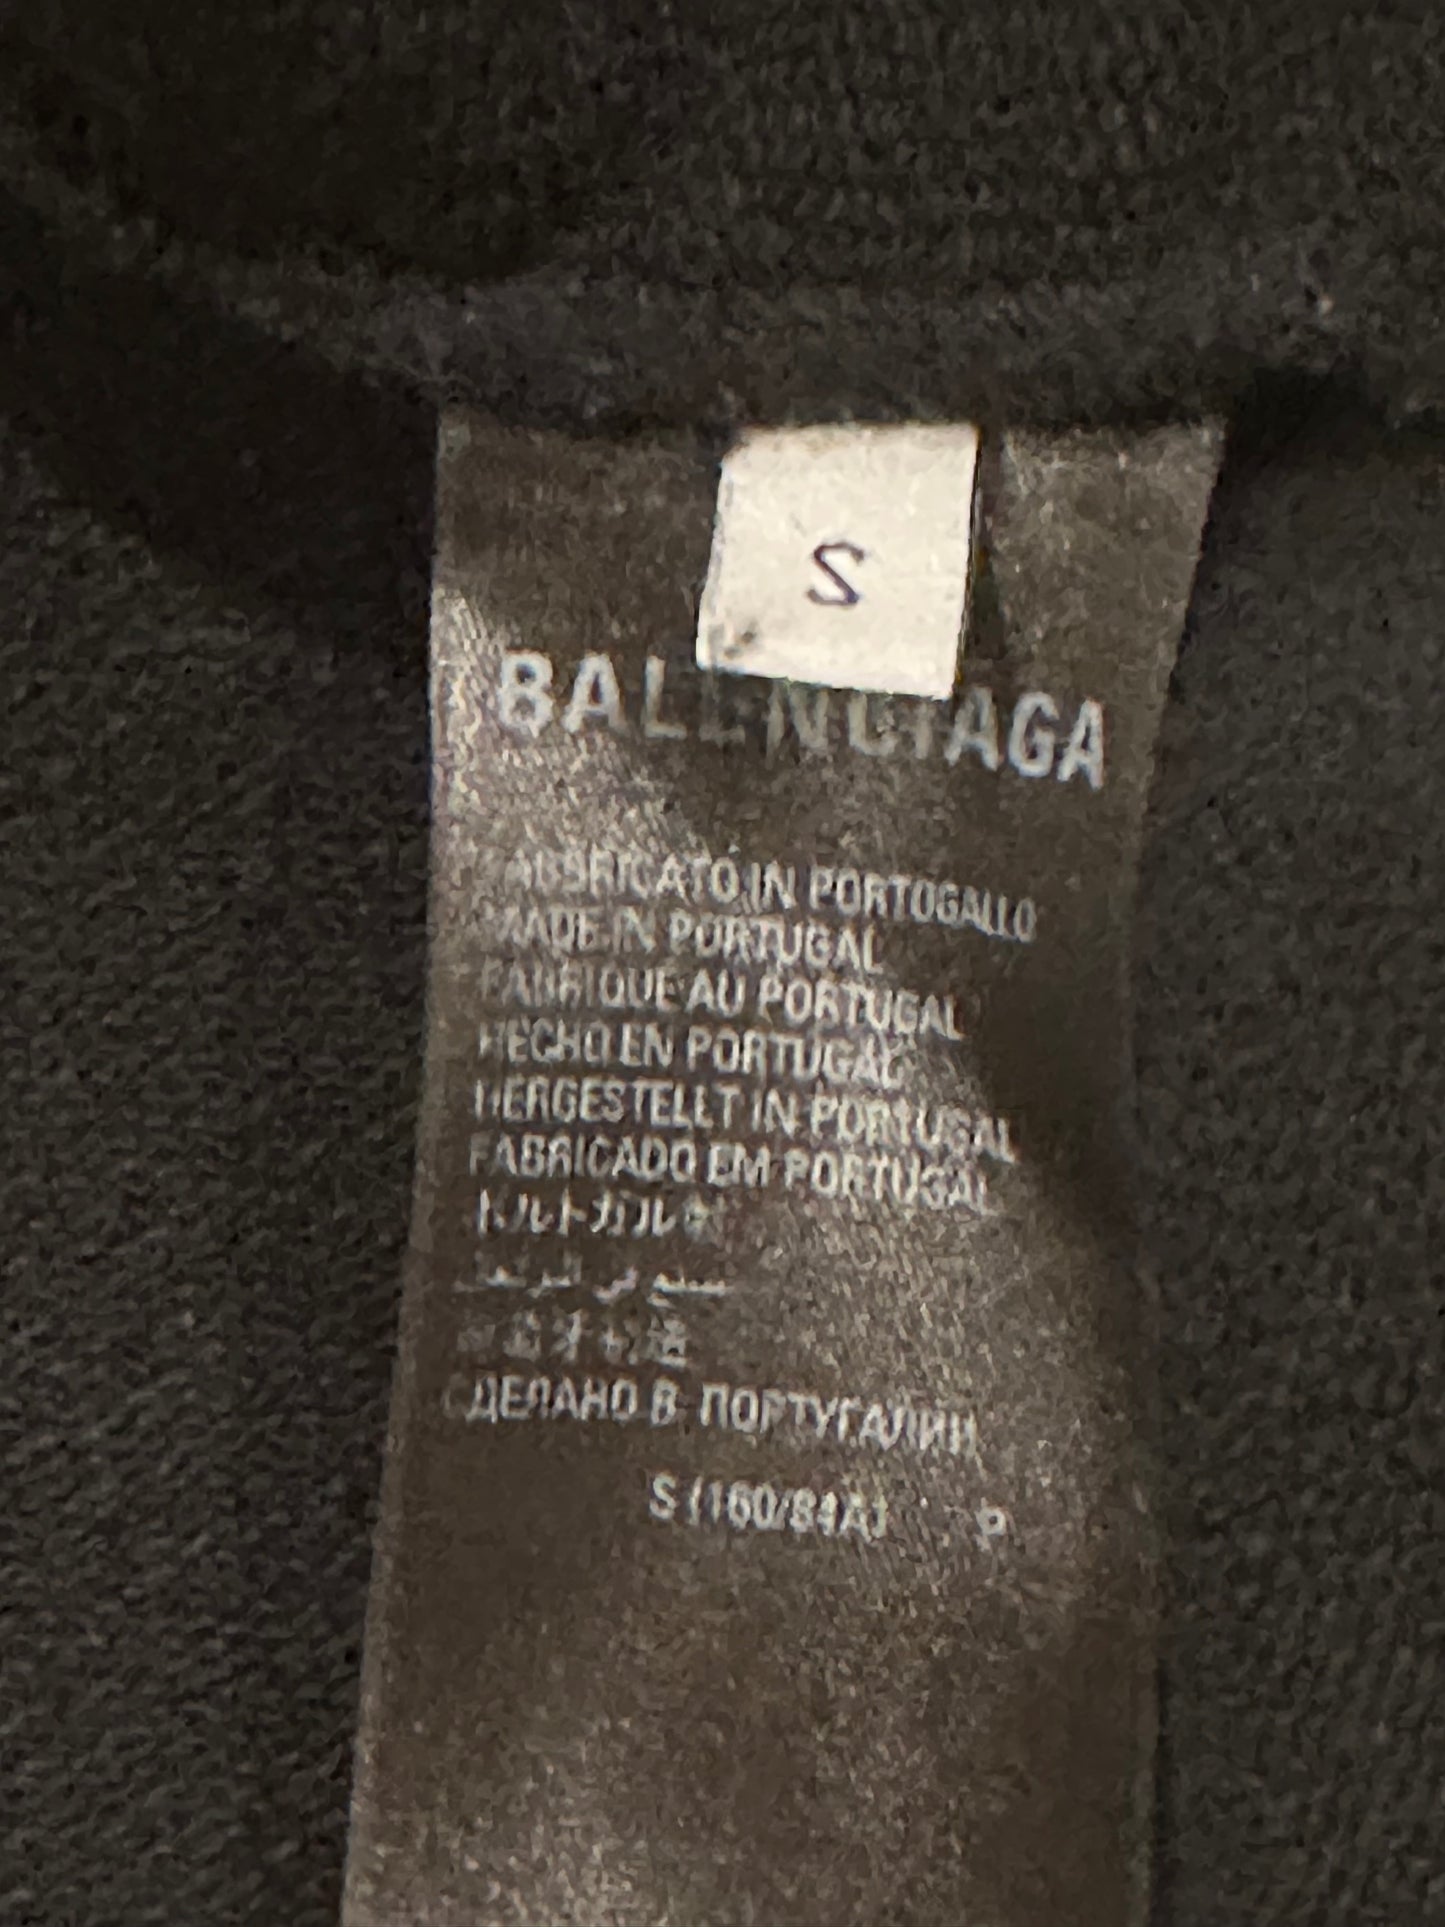 S
BALENCIAGA
FABBRICATO IN PORTOGALLO
MADE IN PORTUGAL
FABRIQUE AU PORTUGAL
HECHO EN PORTUGAL
HERGESTELLT IN PORTUGAL
FABRICADO EM PORTUGAL
СДЕЛАНО В ПОРТУГАЛИИ
S (160/84A) P